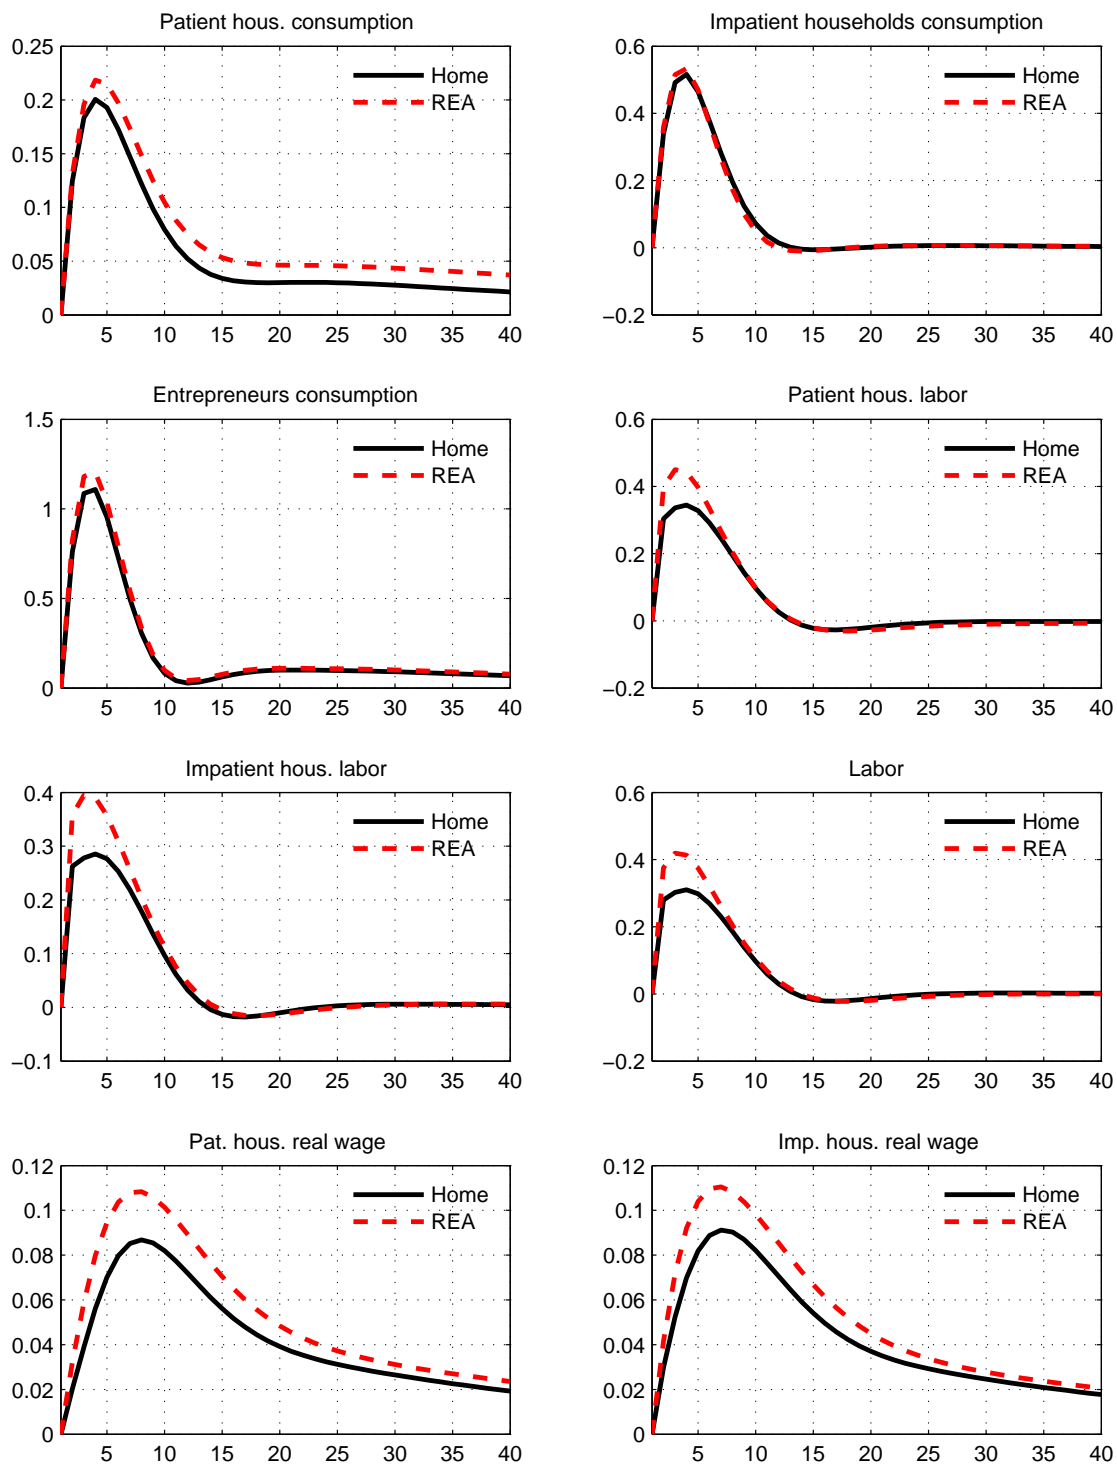 Patient hous. consumption
0.25
0.2
0.15
0.1
0.05
0
Home
REA
5 10 15 20 25 30 35 40
Impatient households consumption
0.6
0.4
0.2
0
−0.2
Home
REA
5 10 15 20 25 30 35 40
Entrepreneurs consumption
1.5
1
0.5
0
Home
REA
5 10 15 20 25 30 35 40
Patient hous. labor
0.6
0.4
0.2
0
−0.2
Home
REA
5 10 15 20 25 30 35 40
Impatient hous. labor
0.4
0.3
0.2
0.1
0
−0.1
Home
REA
5 10 15 20 25 30 35 40
Labor
0.6
0.4
0.2
0
−0.2
Home
REA
5 10 15 20 25 30 35 40
Pat. hous. real wage
0.12
0.1
0.08
0.06
0.04
0.02
0
Home
REA
5 10 15 20 25 30 35 40
Imp. hous. real wage
0.12
0.1
0.08
0.06
0.04
0.02
0
Home
REA
5 10 15 20 25 30 35 40